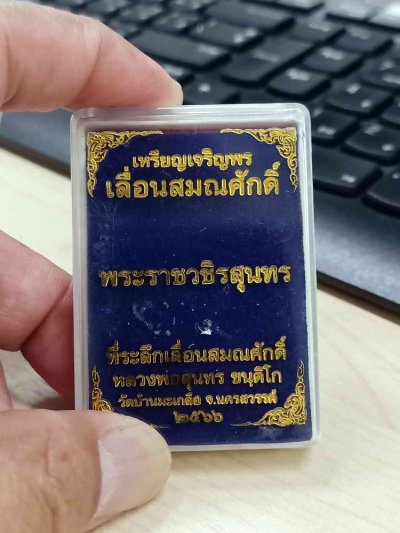 เหรียญเจริญพร
เลื่อนสมณศักดิ์
พระราชวชิรสุนทร
ที่ระลึกเลื่อนสมณศักดิ์
หลวงพ่อสุนทร ขนฺติโก
วัดบ้านมะเกลือ จ.นครสวรรค์
๒๕๖๖